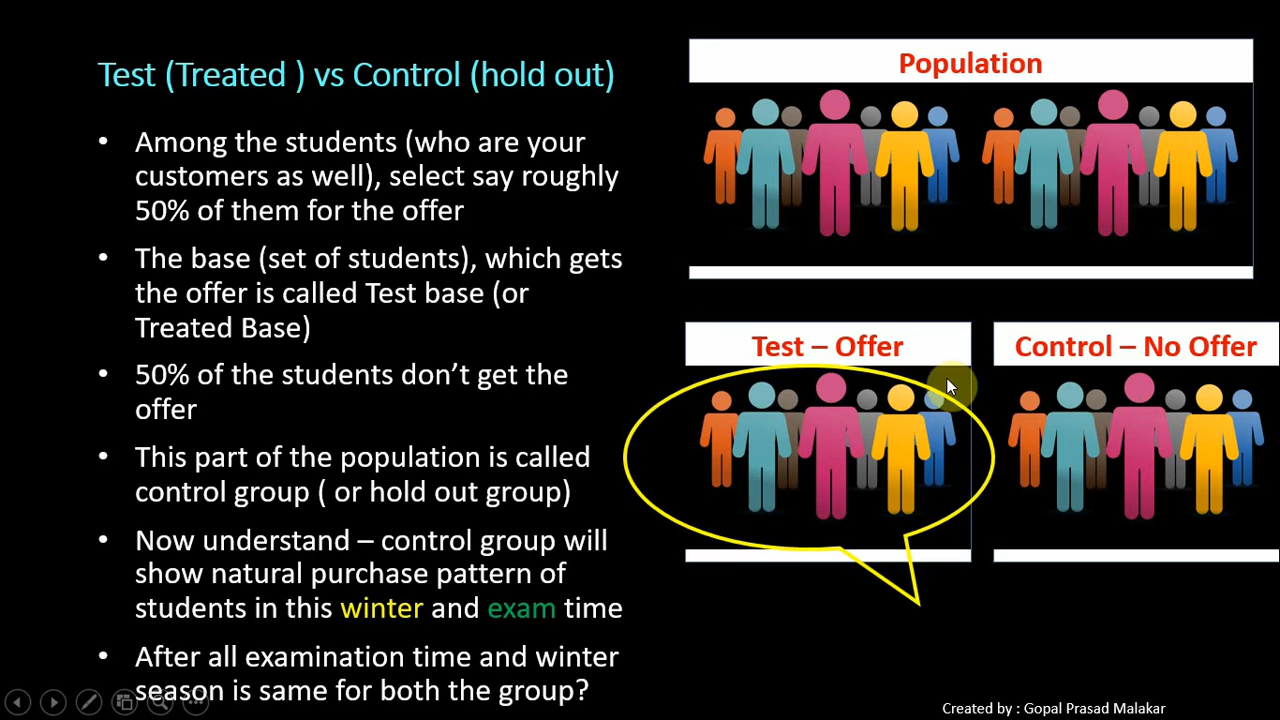 Test (Treated ) vs Control (hold out)
• Among the students (who are your
customers as well), select say roughly
50% of them for the offer
• The base (set of students), which gets
the offer is called Test base (or
Treated Base)
• 50% of the students don’t get the
offer
• This part of the population is called
control group ( or hold out group)
• Now understand – control group will
show natural purchase pattern of
students in this winter and exam time
• After all examination time and winter
season is same for both the group?
Population
Test – Offer
Control – No Offer
Created by : Gopal Prasad Malakar